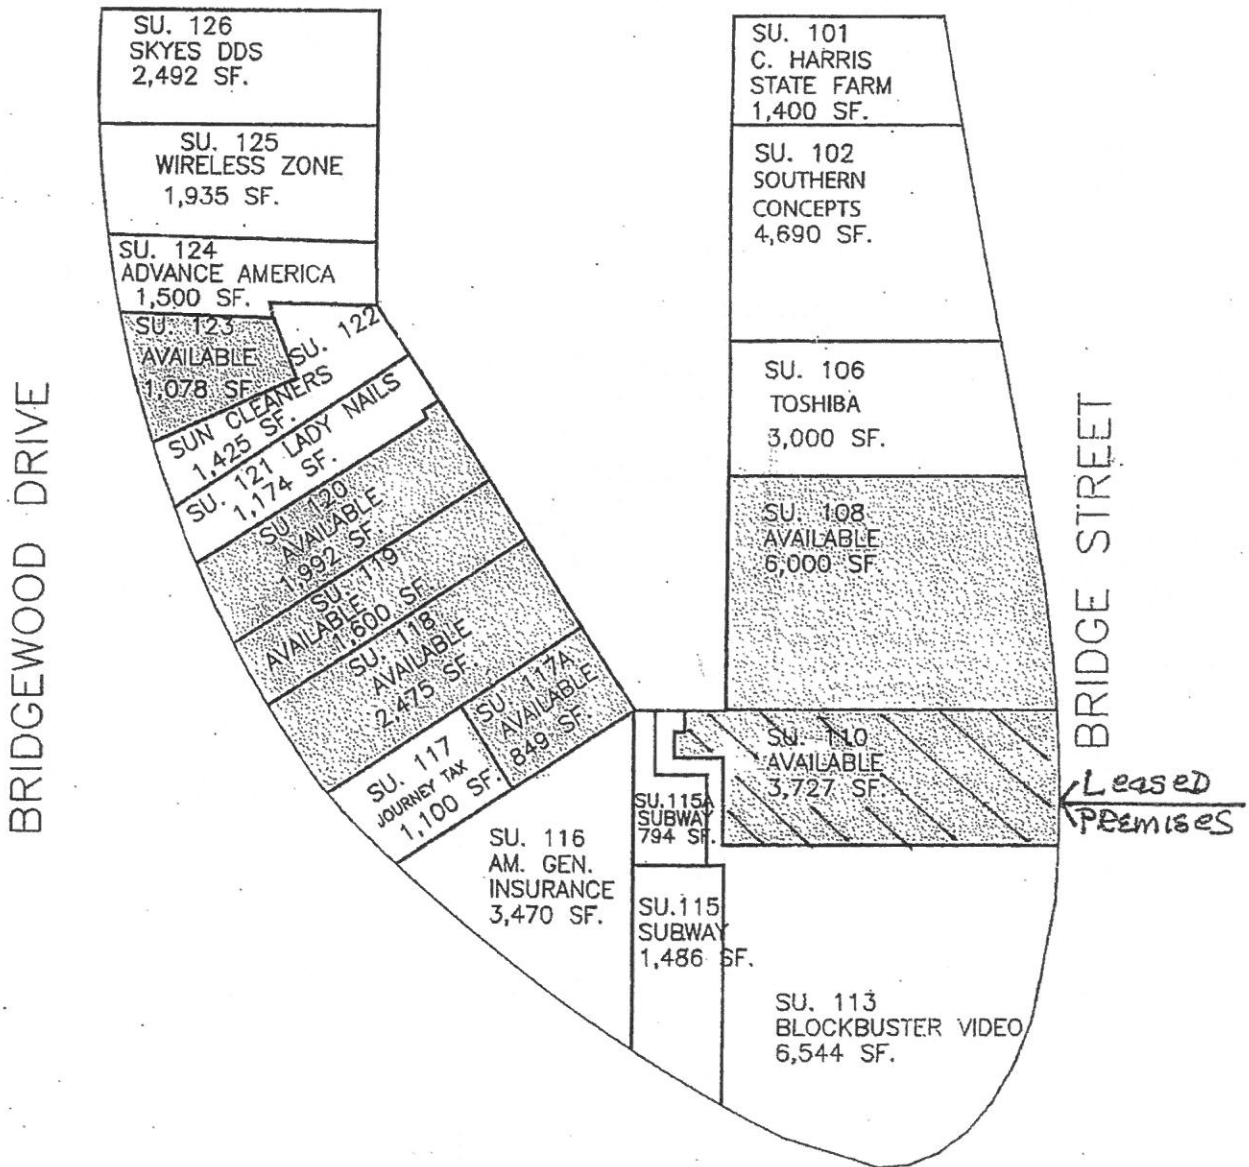 SU. 126
SKYES DDS
2,492 SF.
SU. 125
WIRELESS ZONE
1,935 SF.
SU. 124
ADVANCE AMERICA
1,500 SF.
SU. 123
AVAILABLE
1,078 SF
SU. 122
SUN CLEANERS
1,425 SF.
SU. 121 LADY NAILS
1,174 SF.
SU. 120
AVAILABLE
1,992 SF
SU. 119
AVAILABLE
1,600 SF.
SU. 118
AVAILABLE
2,475 SF.
SU. 117A
AVAILABLE
849 SF.
SU. 117
JOURNEY TAX
1,100 SF.
SU. 116
AM. GEN.
INSURANCE
3,470 SF.
SU.115A
SUBWAY
794 SF.
SU.115
SUBWAY
1,486 SF.
SU. 101
C. HARRIS
STATE FARM
1,400 SF.
SU. 102
SOUTHERN
CONCEPTS
4,690 SF.
SU. 106
TOSHIBA
3,000 SF.
SU. 108
AVAILABLE
6,000 SF.
SU. 110
AVAILABLE
3,727 SF.
SU. 113
BLOCKBUSTER VIDEO
6,544 SF.
BRIDGEWOOD DRIVE
BRIDGE STREET
Leased
Premises